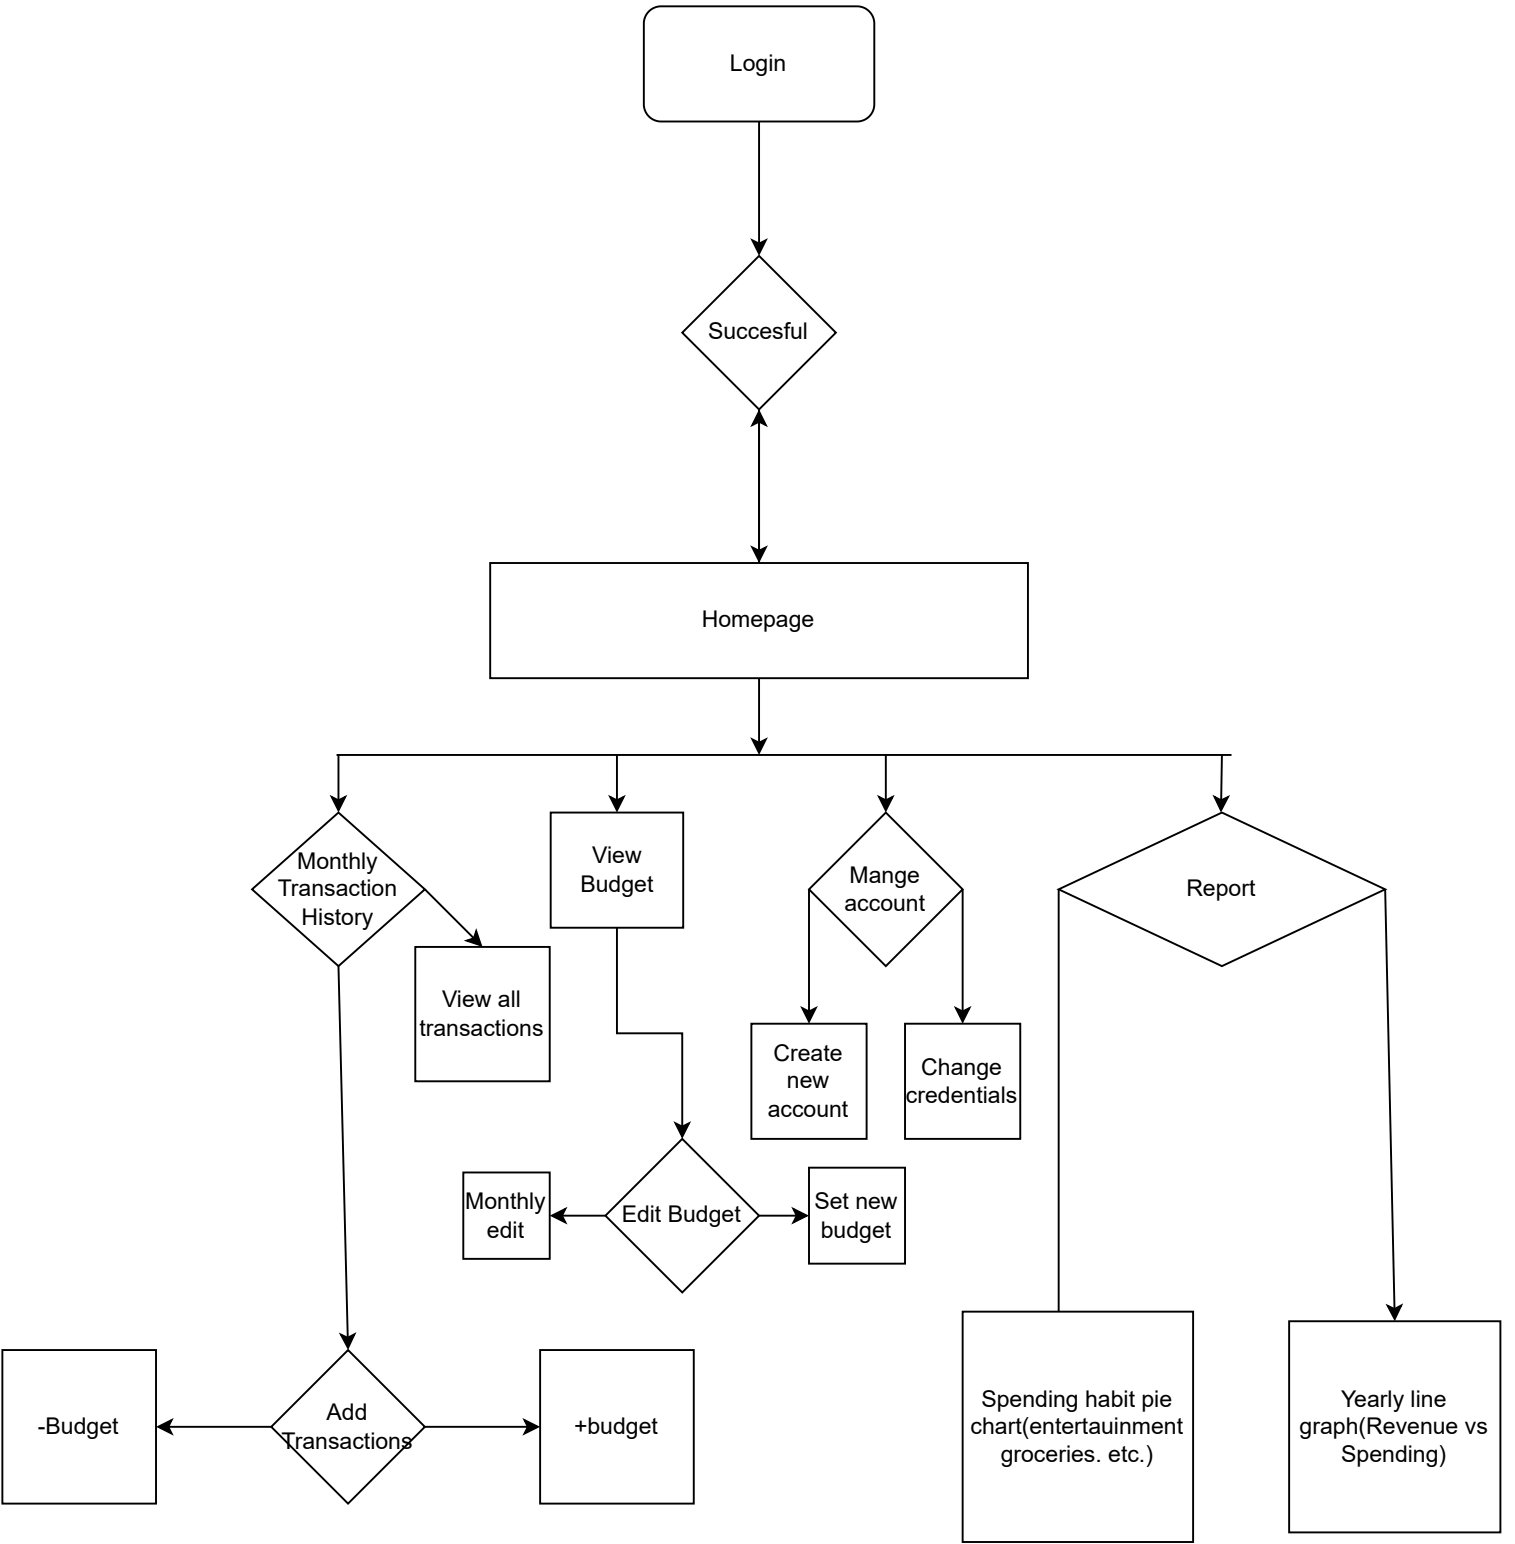 Login
Succesful
Homepage
Monthly
Transaction
History
View
Budget
Mange
account
Report
View all
transactions
Create
new
account
Change
credentials
Monthly
edit
Edit Budget
Set new
budget
-Budget
Add
Transactions
+budget
Spending habit pie
chart(entertauinment
groceries. etc.)
Yearly line
graph(Revenue vs
Spending)